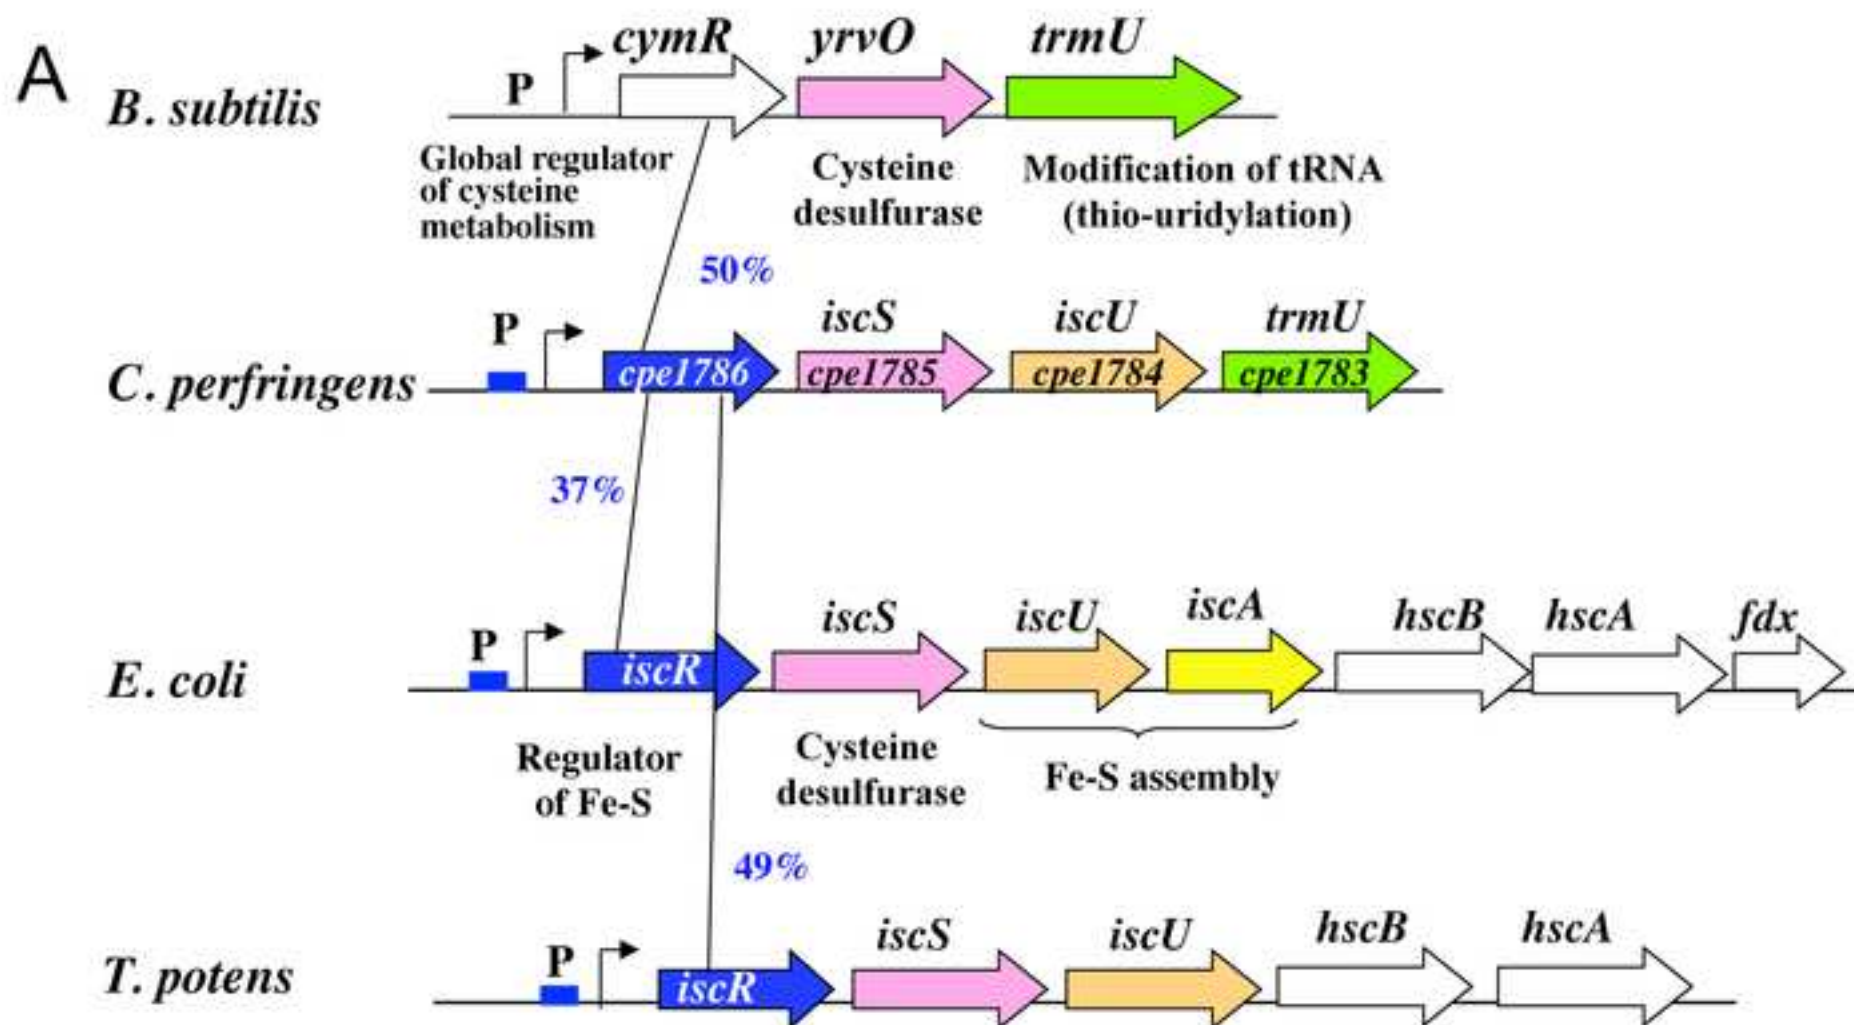 A
cymR yrvO trmU
P
B. subtilis
Global regulator
of cysteine
metabolism
Cysteine
desulfurase
Modification of tRNA
(thio-uridylation)
50%
iscS iscU trmU
P
C. perfringens
cpe1786 cpe1785 cpe1784 cpe1783
37%
iscS iscU iscA hscB hscA fdx
P
E. coli
iscR
Regulator
of Fe-S
Cysteine
desulfurase
Fe-S assembly
49%
iscS iscU hscB hscA
P
T. potens
iscR